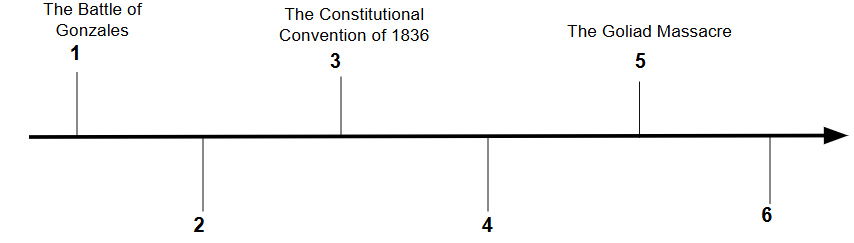 The Battle of
Gonzales
1
The Constitutional
Convention of 1836
3
The Goliad Massacre
5
2
4
6